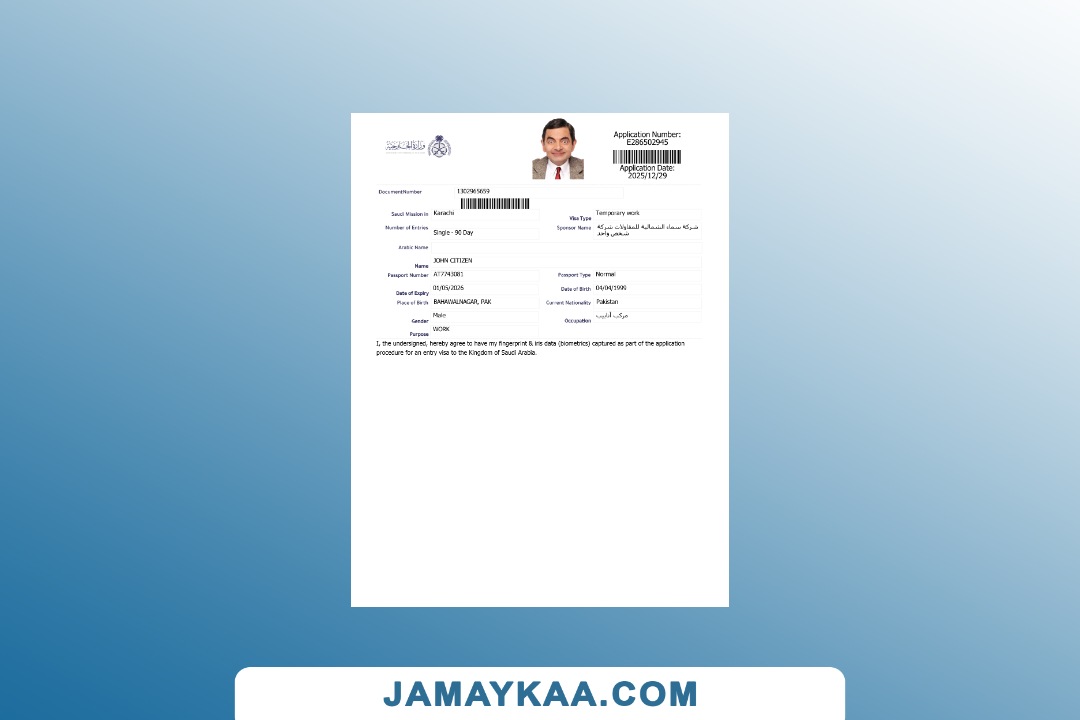 وزارة الخارجية
Application Number:
E286502945
Application Date:
2025/12/29
DocumentNumber 1302965659
Saudi Mission in Karachi Visa Type Temporary work
Number of Entries Single - 90 Day Sponsor Name شركة سماء الشمالية للمقاولات شركة
شخص واحد
Arabic Name
Name JOHN CITIZEN
Passport Number AT7743081 Passport Type Normal
Date of Expiry 01/05/2026 Date of Birth 04/04/1999
Place of Birth BAHAWALNAGAR, PAK Current Nationality Pakistan
Gender Male Occupation مركب أنابيب
Purpose WORK
I, the undersigned, hereby agree to have my fingerprint & iris data (biometrics) captured as part of the application
procedure for an entry visa to the Kingdom of Saudi Arabia.
JAMAYKAA.COM